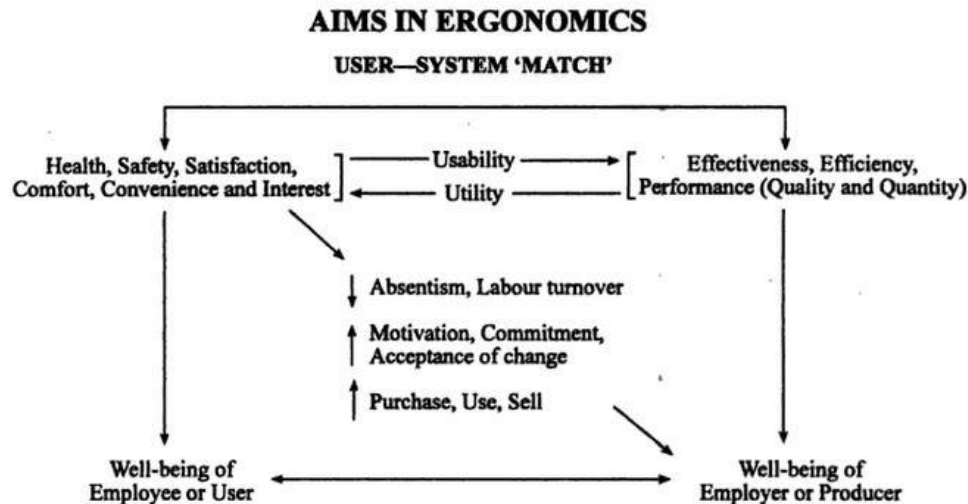 AIMS IN ERGONOMICS
USER—SYSTEM ‘MATCH’
Health, Safety, Satisfaction,
Comfort, Convenience and Interest
Usability
Utility
Effectiveness, Efficiency,
Performance (Quality and Quantity)
Absentism, Labour turnover
Motivation, Commitment,
Acceptance of change
Purchase, Use, Sell
Well-being of
Employee or User
Well-being of
Employer or Producer